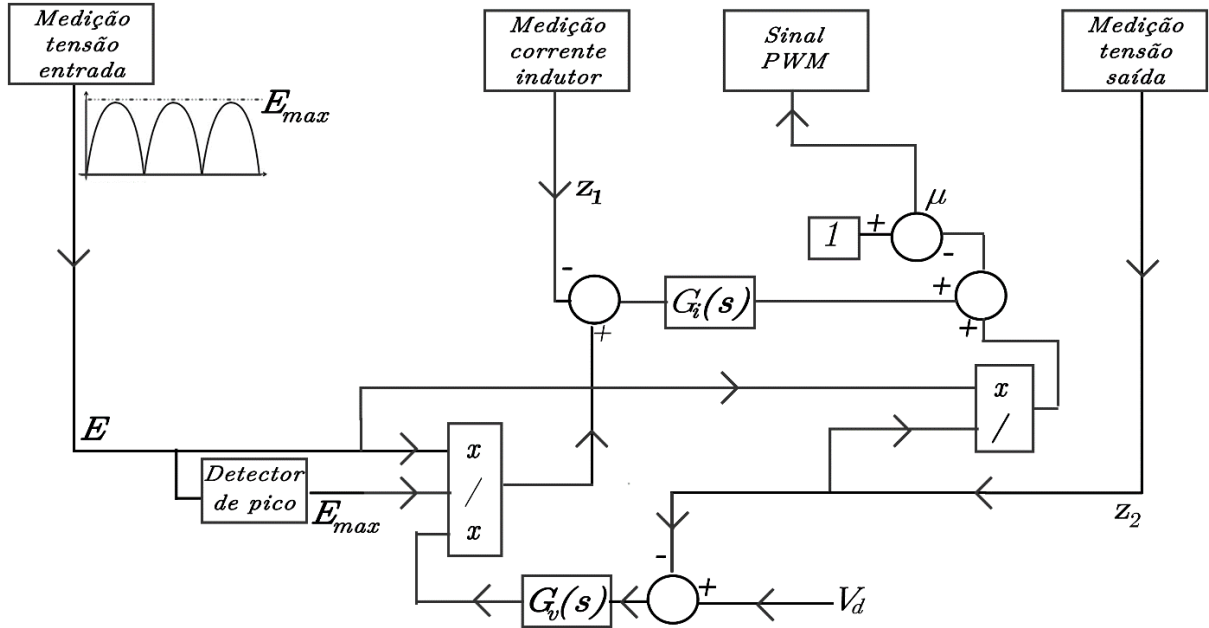 Medição
tensão
entrada
Medição
corrente
indutor
Sinal
PWM
Medição
tensão
saída
E_max
z_1
μ
1
+
-
-
+
G_i(s)
+
+
E
x
/
x
/
x
Detector
de pico
E_max
z_2
-
+
G_v(s)
V_d